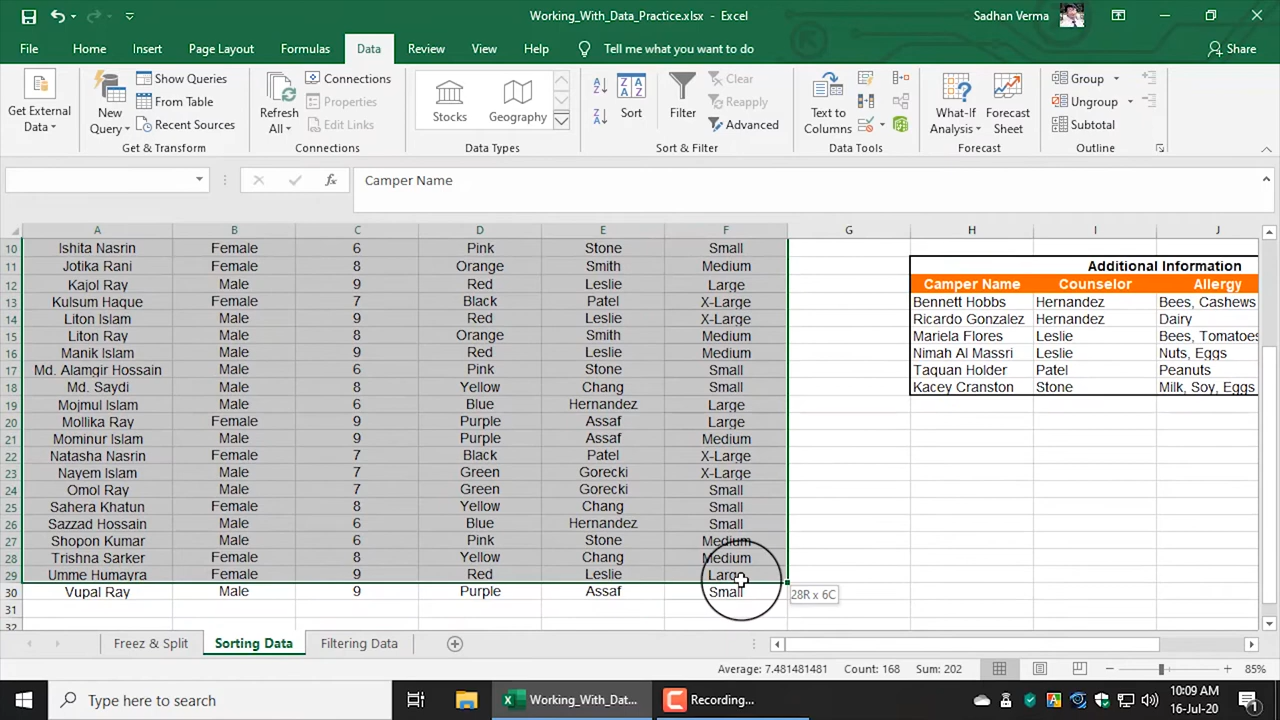 Working_With_Data_Practice.xlsx - Excel
Sadhan Verma
File Home Insert Page Layout Formulas Data Review View Help Tell me what you want to do Share
Get External Data
New Query
Show Queries
From Table
Recent Sources
Get & Transform
Refresh All
Connections
Properties
Edit Links
Connections
Stocks
Geography
Data Types
Sort
Filter
Clear
Reapply
Advanced
Sort & Filter
Text to Columns
Data Tools
What-If Analysis
Forecast Sheet
Forecast
Group
Ungroup
Subtotal
Outline
fx Camper Name
A B C D E F G H I J
10 Ishita Nasrin Female 6 Pink Stone Small
11 Jotika Rani Female 8 Orange Smith Medium Additional Information
12 Kajol Ray Male 9 Red Leslie Large Camper Name Counselor Allergy
13 Kulsum Haque Female 7 Black Patel X-Large Bennett Hobbs Hernandez Bees, Cashews
14 Liton Islam Male 9 Red Leslie X-Large Ricardo Gonzalez Hernandez Dairy
15 Liton Ray Male 8 Orange Smith Medium Mariela Flores Leslie Bees, Tomatoes
16 Manik Islam Male 9 Red Leslie Medium Nimah Al Massri Leslie Nuts, Eggs
17 Md. Alamgir Hossain Male 6 Pink Stone Small Taquan Holder Patel Peanuts
18 Md. Saydi Male 8 Yellow Chang Small Kacey Cranston Stone Milk, Soy, Eggs
19 Mojmul Islam Male 6 Blue Hernandez Large
20 Mollika Ray Male 9 Purple Assaf Large
21 Mominur Islam Male 9 Purple Assaf Medium
22 Natasha Nasrin Female 7 Black Patel X-Large
23 Nayem Islam Male 7 Green Gorecki X-Large
24 Omol Ray Male 7 Green Gorecki Small
25 Sahera Khatun Female 8 Yellow Chang Small
26 Sazzad Hossain Male 6 Blue Hernandez Small
27 Shopon Kumar Male 6 Pink Stone Medium
28 Trishna Sarker Female 8 Yellow Chang Medium
29 Umme Humayra Female 9 Red Leslie Large
30 Vupal Ray Male 9 Purple Assaf Small
28R x 6C
31
32
Freez & Split Sorting Data Filtering Data
Average: 7.481481481 Count: 168 Sum: 202 85%
Type here to search
Working_With_Dat...
Recording...
10:09 AM
16-Jul-20
1